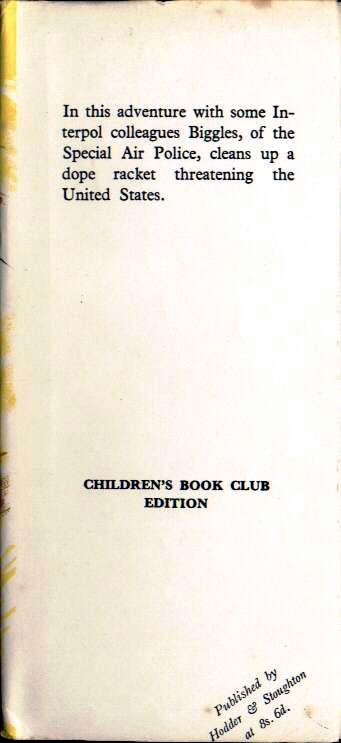 In this adventure with some In-
terpol colleagues Biggles, of the
Special Air Police, cleans up a
dope racket threatening the
United States.
CHILDREN'S BOOK CLUB
EDITION
Published by
Hodder & Stoughton
at 8s. 6d.